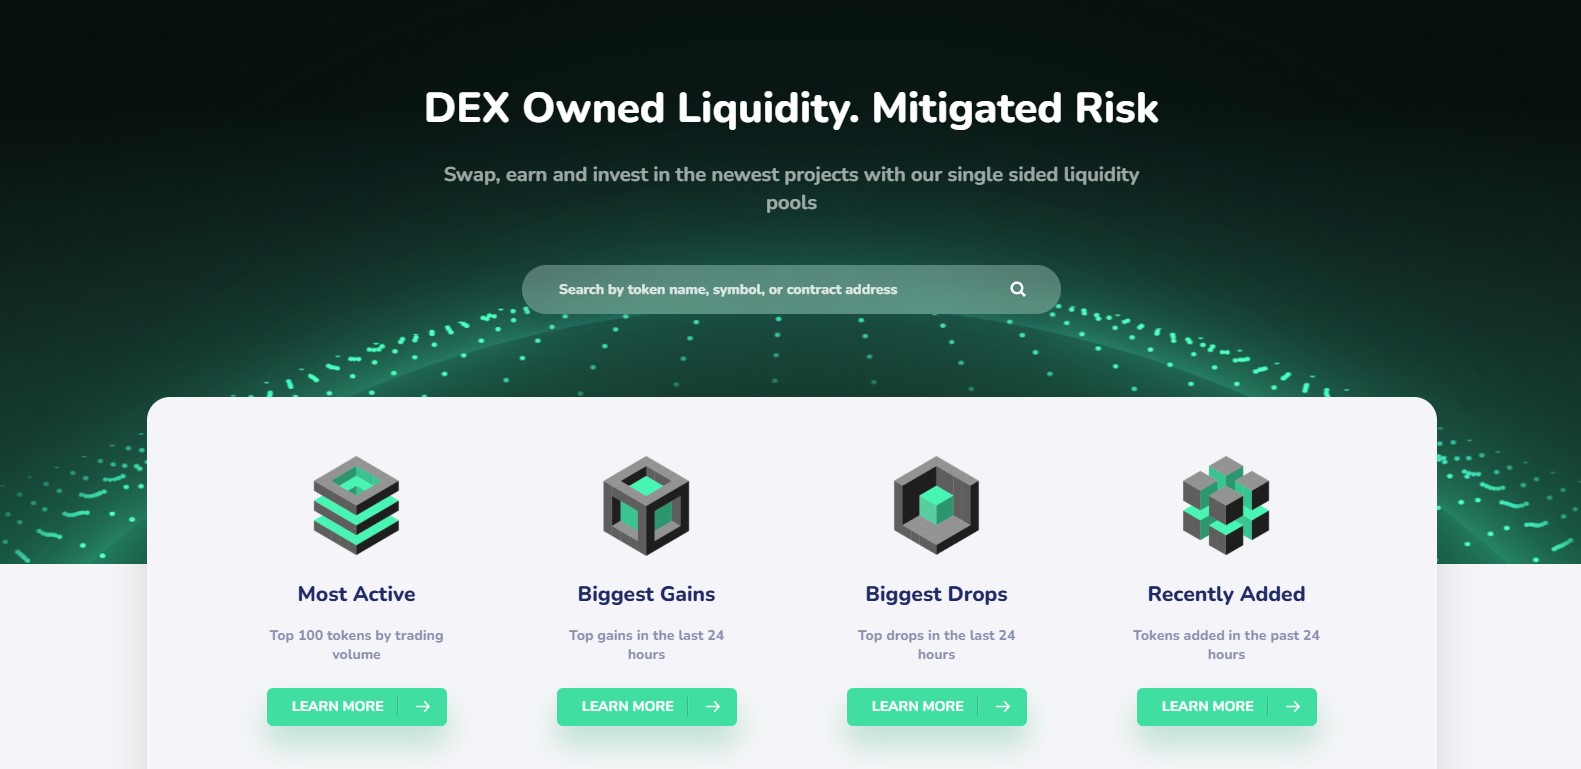 DEX Owned Liquidity. Mitigated Risk
Swap, earn and invest in the newest projects with our single sided liquidity
pools
Search by token name, symbol, or contract address
Most Active
Top 100 tokens by trading
volume
LEARN MORE
Biggest Gains
Top gains in the last 24
hours
LEARN MORE
Biggest Drops
Top drops in the last 24
hours
LEARN MORE
Recently Added
Tokens added in the past 24
hours
LEARN MORE